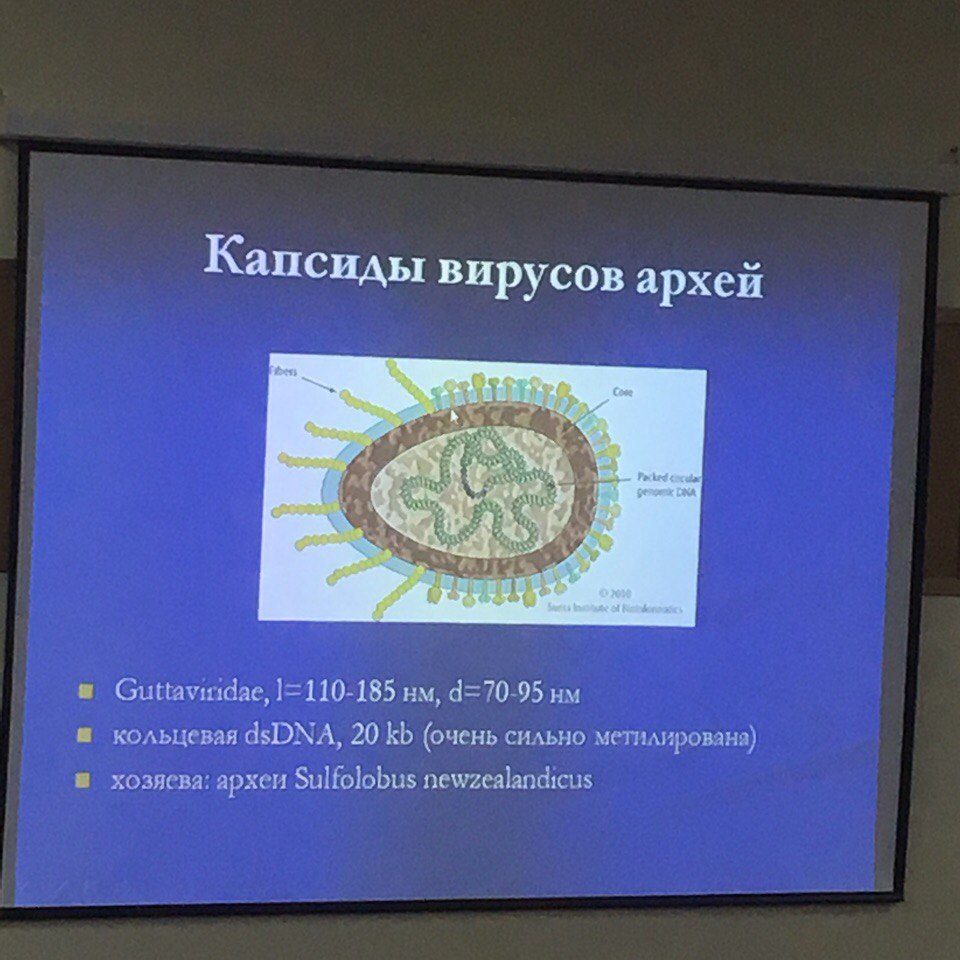 Капсиды вирусов архей
Fibers
Core
Packed circular
genomic DNA
© 2010
Swiss Institute of Bioinformatics
Guttaviridae, l=110-185 нм, d=70-95 нм
кольцевая dsDNA, 20 kb (очень сильно метилирована)
хозяева: археи Sulfolobus newzealandicus